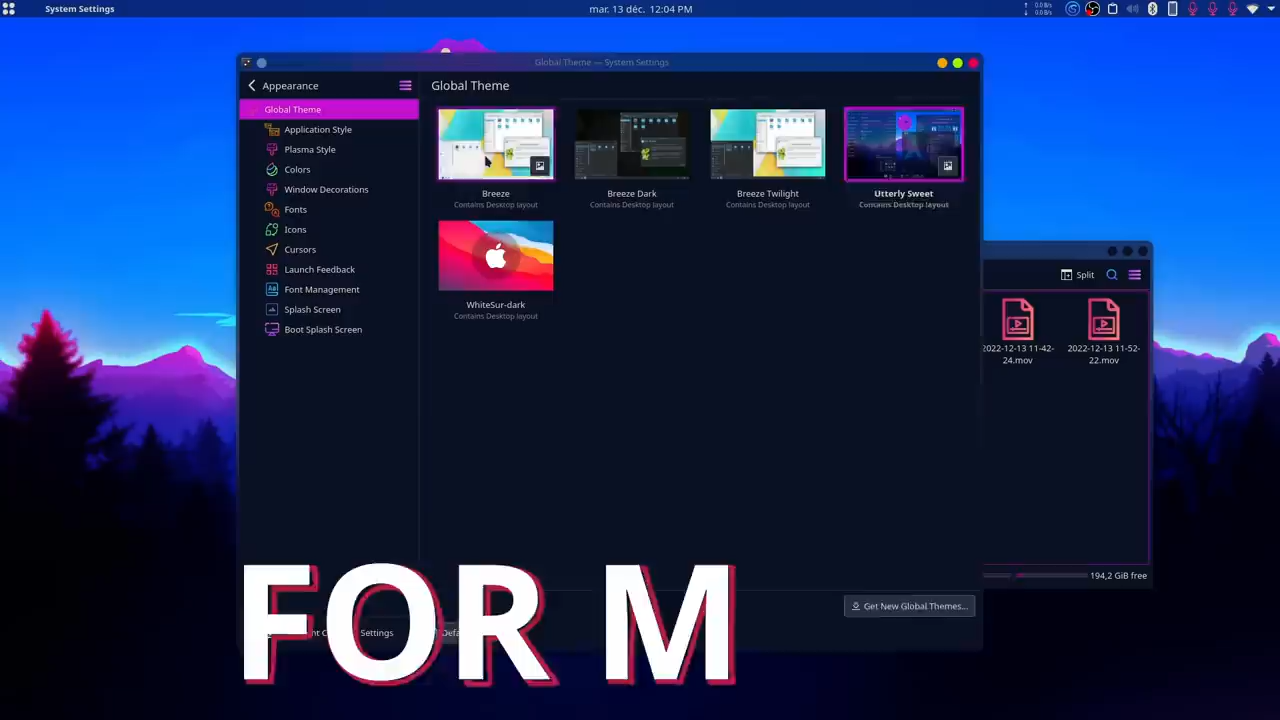 System Settings
mar. 13 déc. 12:04 PM
0.0 B/s
0.0 B/s
Global Theme — System Settings
Appearance
Global Theme
Global Theme
Application Style
Plasma Style
Colors
Window Decorations
Fonts
Icons
Cursors
Launch Feedback
Font Management
Splash Screen
Boot Splash Screen
Breeze
Contains Desktop layout
Breeze Dark
Contains Desktop layout
Breeze Twilight
Contains Desktop layout
Utterly Sweet
Contains Desktop layout
WhiteSur-dark
Contains Desktop layout
Split
2022-12-13 11-42-
24.mov
2022-12-13 11-52-
22.mov
194,2 GiB free
Get New Global Themes...
Settings
FOR M